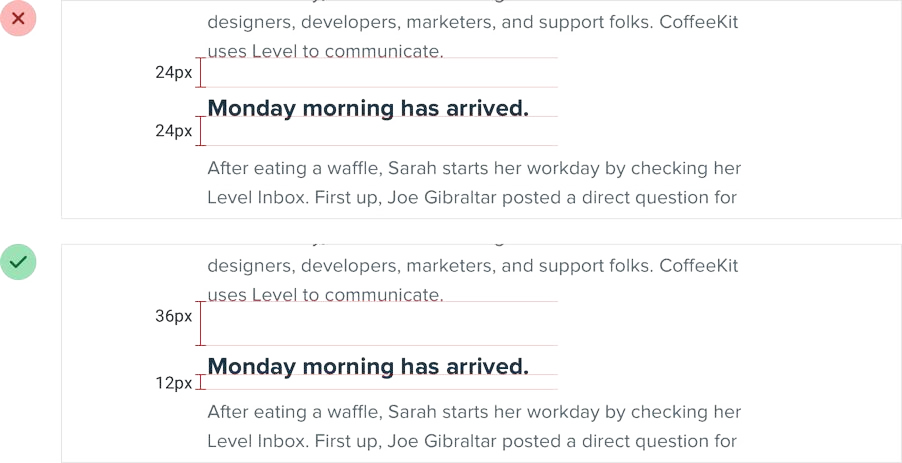 designers, developers, marketers, and support folks. CoffeeKit
uses Level to communicate.
24px
Monday morning has arrived.
24px
After eating a waffle, Sarah starts her workday by checking her
Level Inbox. First up, Joe Gibraltar posted a direct question for
designers, developers, marketers, and support folks. CoffeeKit
uses Level to communicate.
36px
Monday morning has arrived.
12px
After eating a waffle, Sarah starts her workday by checking her
Level Inbox. First up, Joe Gibraltar posted a direct question for